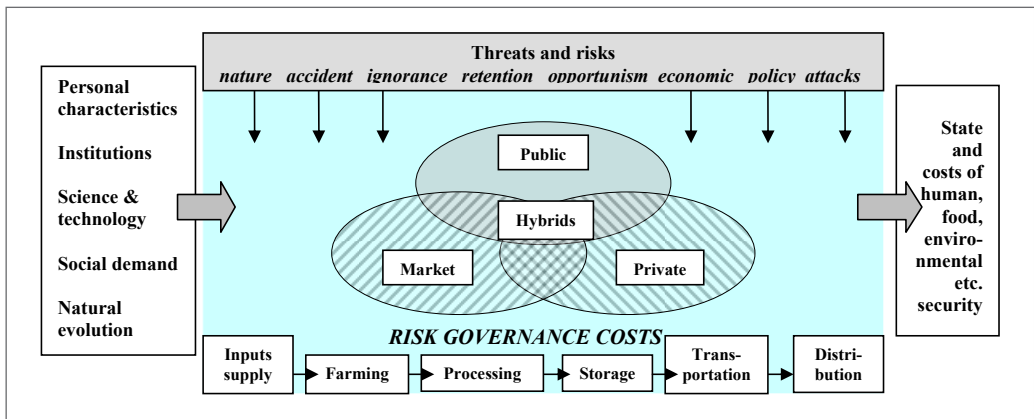 Threats and risks
nature accident ignorance retention opportunism economic policy attacks
Personal
characteristics
Institutions
Science &
technology
Social demand
Natural
evolution
Public
Hybrids
Market
Private
State
and
costs of
human,
food,
enviro-
nmental
etc.
security
RISK GOVERNANCE COSTS
Inputs
supply
Farming
Processing
Storage
Trans-
portation
Distri-
bution